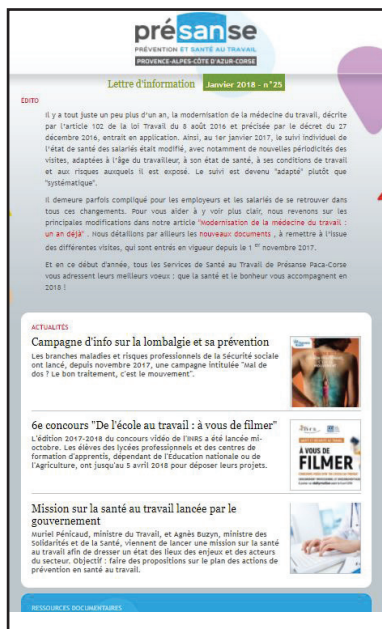 présanse
PRÉVENTION ET SANTÉ AU TRAVAIL
PROVENCE-ALPES-CÔTE D'AZUR-CORSE
Lettre d'information Janvier 2018 - n°25
ÉDITO
Il y a tout juste un peu plus d'un an, la modernisation de la médecine du travail, décrite
par l'article 102 de la loi Travail du 8 août 2016 et précisée par le décret du 27
décembre 2016, entrait en application. Ainsi, au 1er janvier 2017, le suivi individuel de
l'état de santé des salariés était modifié, avec notamment de nouvelles périodicités des
visites, adaptées à l'âge du travailleur, à son état de santé, à ses conditions de travail
et aux risques auxquels il est exposé. Le suivi est devenu "adapté" plutôt que
"systématique".
Il demeure parfois compliqué pour les employeurs et les salariés de se retrouver dans
tous ces changements. Pour vous aider à y voir plus clair, nous revenons sur les
principales modifications dans notre article "Modernisation de la médecine du travail :
un an déjà" . Nous détaillons par ailleurs les nouveaux documents , à remettre à l'issue
des différentes visites, qui sont entrés en vigueur depuis le 1 er novembre 2017.
Et en ce début d'année, tous les Services de Santé au Travail de Présanse Paca-Corse
vous adressent leurs meilleurs voeux : que la santé et le bonheur vous accompagnent en
2018 !
ACTUALITÉS
Campagne d'info sur la lombalgie et sa prévention
Les branches maladies et risques professionnels de la Sécurité sociale
ont lancé, depuis novembre 2017, une campagne intitulée "Mal de
dos ? Le bon traitement, c'est le mouvement".
6e concours "De l'école au travail : à vous de filmer"
L'édition 2017-2018 du concours vidéo de l'INRS a été lancée mi-
octobre. Les élèves des lycées professionnels et des centres de
formation d'apprentis, dépendant de l'Education nationale ou de
l'Agriculture, ont jusqu'au 5 avril 2018 pour déposer leurs projets.
À VOUS DE
FILMER
Mission sur la santé au travail lancée par le
gouvernement
Muriel Pénicaud, ministre du Travail, et Agnès Buzyn, ministre des
Solidarités et de la Santé, viennent de lancer une mission sur la santé
au travail afin de dresser un état des lieux des enjeux et des acteurs
du secteur. Objectif : faire des propositions sur le plan des actions de
prévention en santé au travail.
RESSOURCES DOCUMENTAIRES